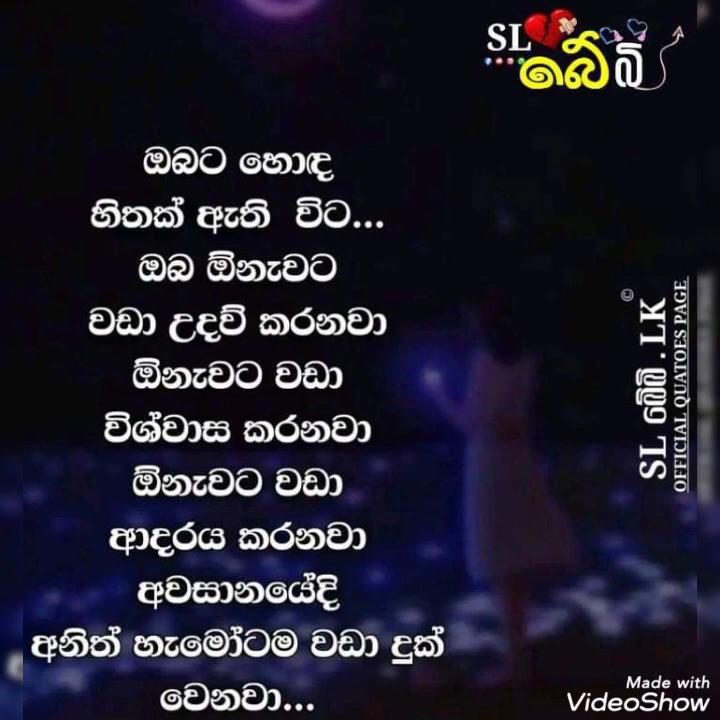 SL
බේබි
ඔබට හොඳ
හිතක් ඇති විට...
ඔබ ඕනැවට
වඩා උදව් කරනවා
ඕනැවට වඩා
විශ්වාස කරනවා
ඕනැවට වඩා
ආදරය කරනවා
අවසානයේදි
අනිත් හැමෝටම වඩා දුක්
වෙනවා...
© SL බේබි.LK
OFFICIAL QUATOES PAGE
Made with
VideoShow